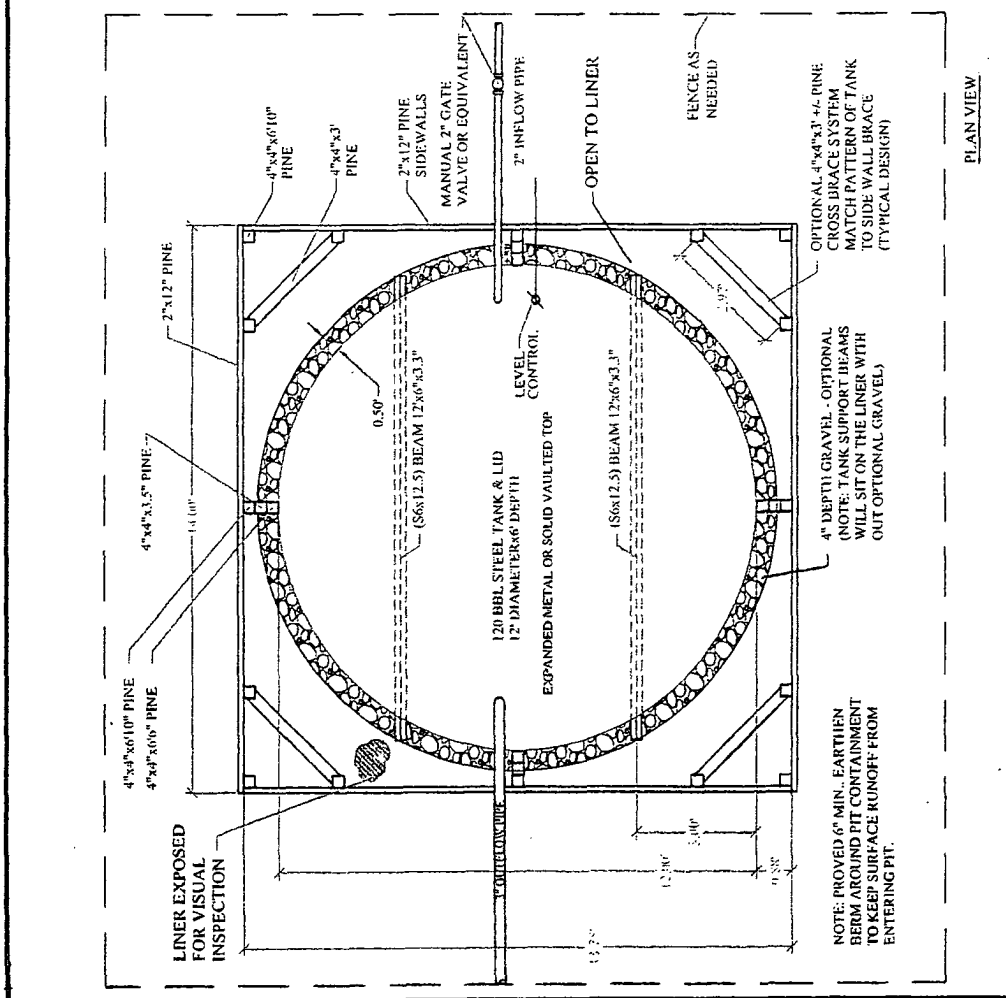 LINER EXPOSED
FOR VISUAL
INSPECTION
4"x4"x6'10" PINE
4"x4"x6'6" PINE
4"x4"x3.5" PINE
2"x12" PINE
4"x4"x6'10"
PINE
4"x4"x3'
PINE
2"x12" PINE
SIDEWALLS
MANUAL 2" GATE
VALVE OR EQUIVALENT
2" INFLOW PIPE
OPEN TO LINER
FENCE AS
NEEDED
0.50'
(S6x12.5) BEAM 12'x6"x3.3"
LEVEL
CONTROL
120 BBL STEEL TANK & LID
12' DIAMETERx6' DEPTH
EXPANDED METAL OR SOLID VAULTED TOP
(S6x12.5) BEAM 12'x6"x3.3"
OUTFLOW PIPE
12.00'
3.00'
0.88'
OPTIONAL 4"x4"x3' +/- PINE
CROSS BRACE SYSTEM
MATCH PATTERN OF TANK
TO SIDE WALL BRACE
(TYPICAL DESIGN)
4" DEPTH GRAVEL - OPTIONAL
(NOTE: TANK SUPPORT BEAMS
WILL SIT ON THE LINER WITH
OUT OPTIONAL GRAVEL)
NOTE: PROVED 6" MIN. EARTHEN
BERM AROUND PIT CONTAINMENT
TO KEEP SURFACE RUNOFF FROM
ENTERING PIT.
PLAN VIEW